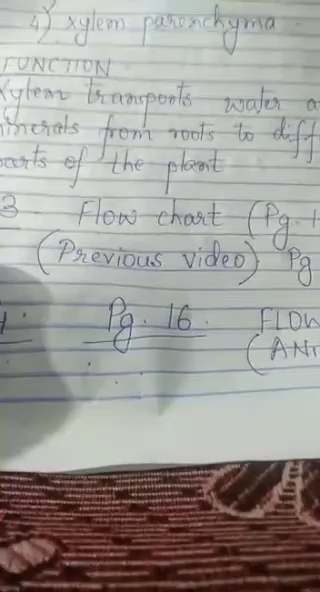 4) xylem parenchyma
FUNCTION
Xylem transports water
minerals from roots to
parts of the plant
3 Flow chart (Pg.
(Previous video) Pg
Pg. 16. FLOW